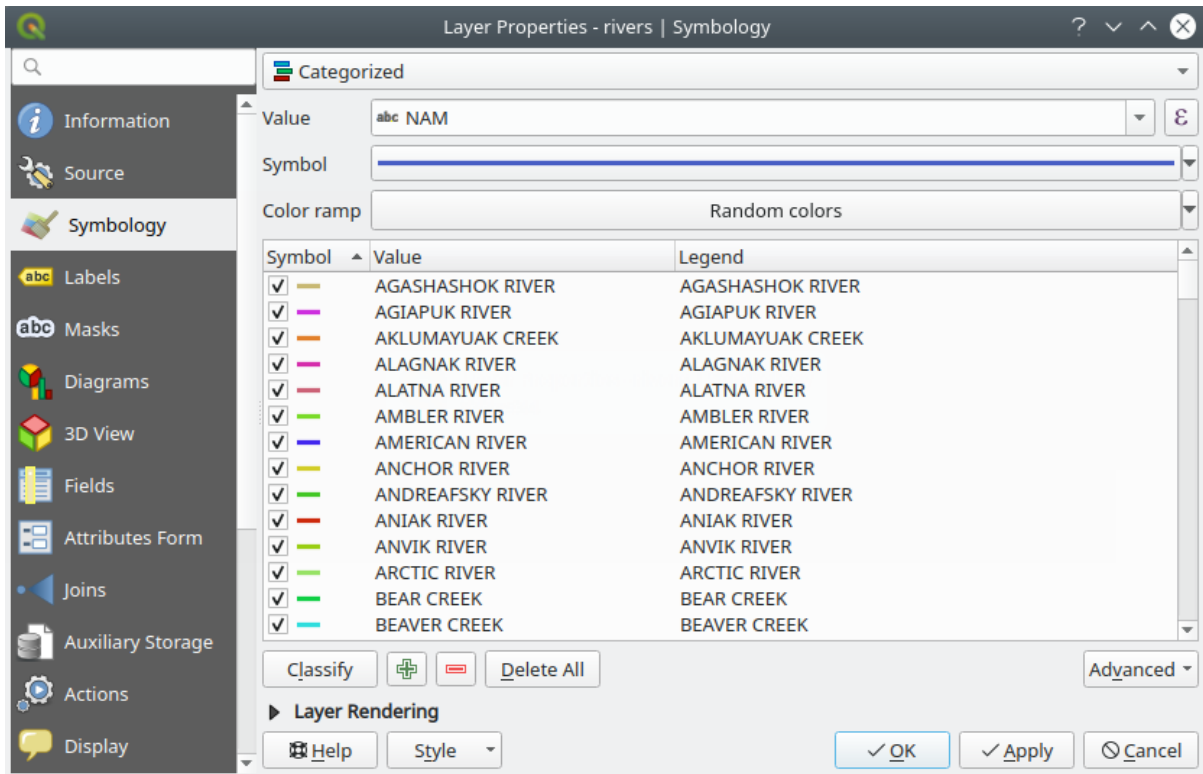 Layer Properties - rivers | Symbology
Information
Source
Symbology
abc Labels
abc Masks
Diagrams
3D View
Fields
Attributes Form
Joins
Auxiliary Storage
Actions
Display
Categorized
Value abc NAM ε
Symbol
Color ramp Random colors
Symbol Value Legend
AGASHASHOK RIVER AGASHASHOK RIVER
AGIAPUK RIVER AGIAPUK RIVER
AKLUMAYUAK CREEK AKLUMAYUAK CREEK
ALAGNAK RIVER ALAGNAK RIVER
ALATNA RIVER ALATNA RIVER
AMBLER RIVER AMBLER RIVER
AMERICAN RIVER AMERICAN RIVER
ANCHOR RIVER ANCHOR RIVER
ANDREAFSKY RIVER ANDREAFSKY RIVER
ANIAK RIVER ANIAK RIVER
ANVIK RIVER ANVIK RIVER
ARCTIC RIVER ARCTIC RIVER
BEAR CREEK BEAR CREEK
BEAVER CREEK BEAVER CREEK
Classify Delete All Advanced
Layer Rendering
Help Style OK Apply Cancel